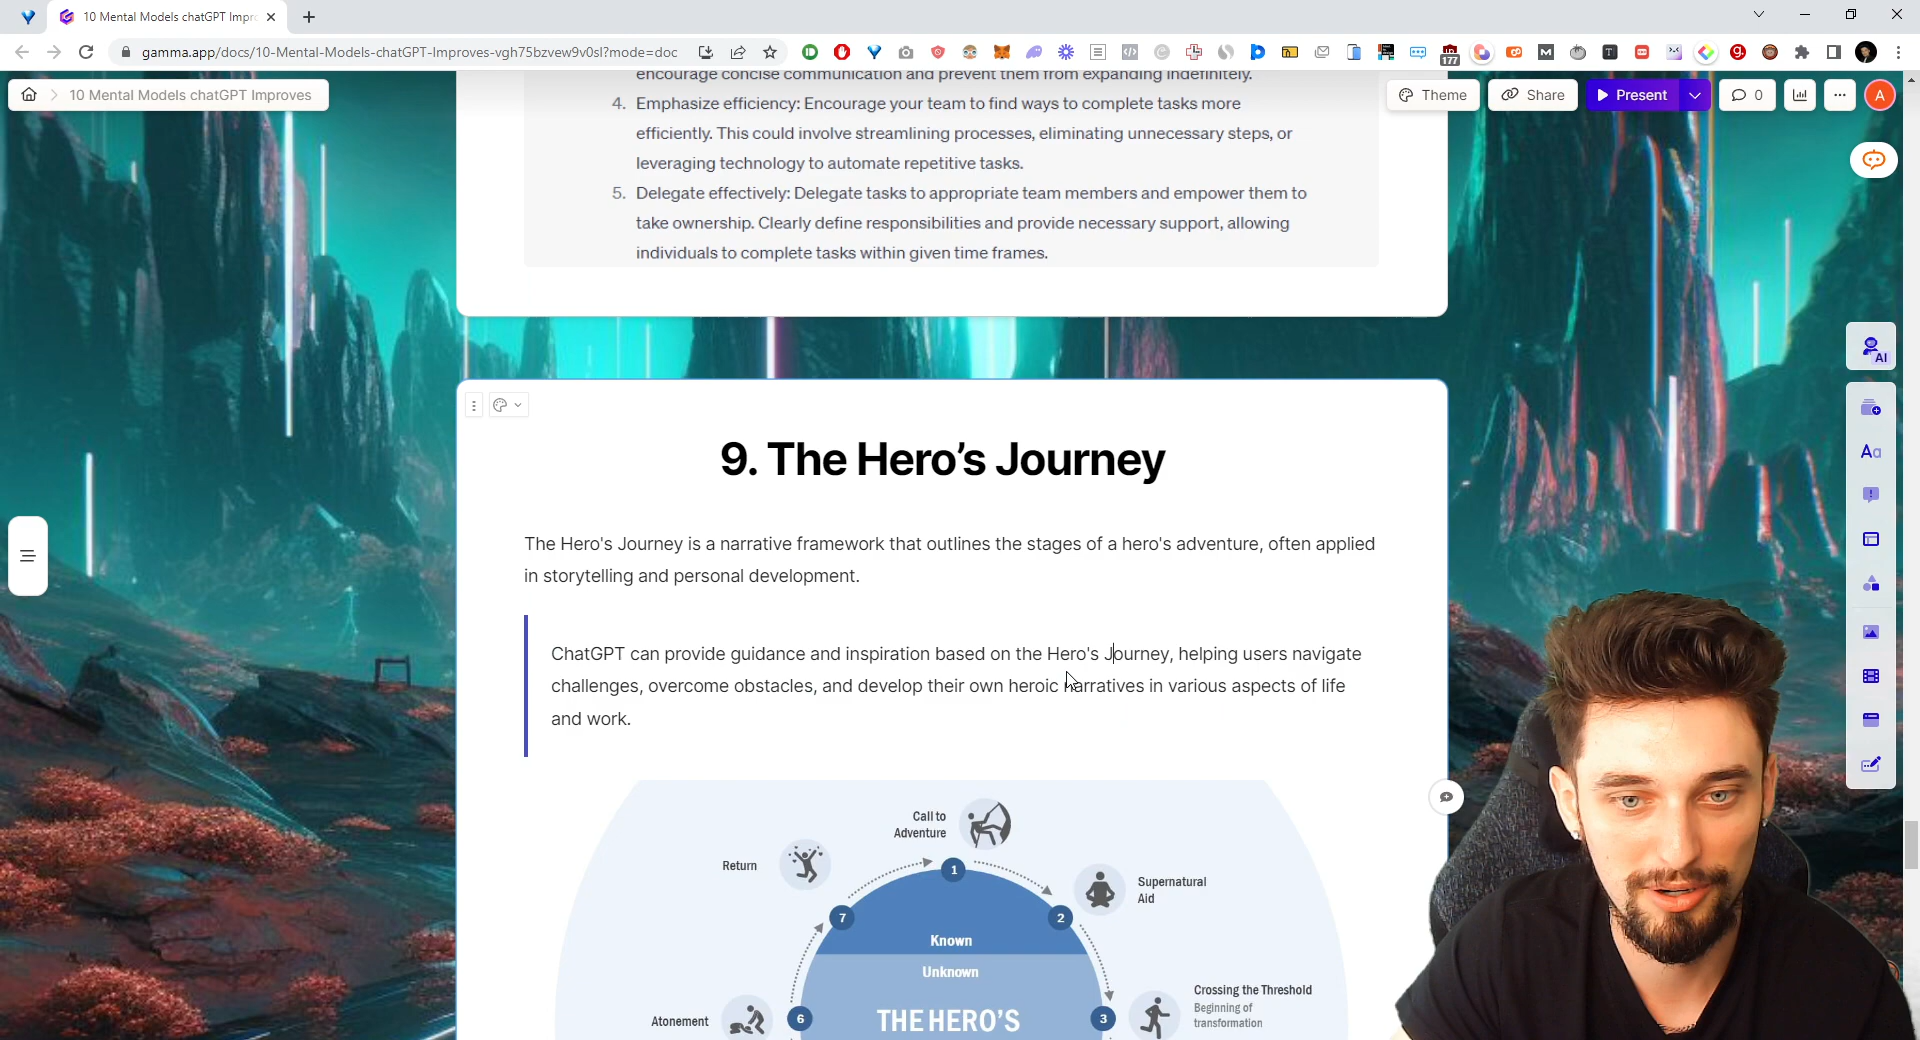 10 Mental Models chatGPT Impro
gamma.app/docs/10-Mental-Models-chatGPT-Improves-vgh75bzvew9v0sl?mode=doc
177
10 Mental Models chatGPT Improves
Theme
Share
Present
0
A
encourage concise communication and prevent them from expanding indefinitely.
4. Emphasize efficiency: Encourage your team to find ways to complete tasks more
efficiently. This could involve streamlining processes, eliminating unnecessary steps, or
leveraging technology to automate repetitive tasks.
5. Delegate effectively: Delegate tasks to appropriate team members and empower them to
take ownership. Clearly define responsibilities and provide necessary support, allowing
individuals to complete tasks within given time frames.
AI
Aa
9. The Hero’s Journey
The Hero's Journey is a narrative framework that outlines the stages of a hero's adventure, often applied
in storytelling and personal development.
ChatGPT can provide guidance and inspiration based on the Hero's Journey, helping users navigate
challenges, overcome obstacles, and develop their own heroic narratives in various aspects of life
and work.
Call to
Adventure
Return
1
Supernatural
Aid
7
2
Known
Unknown
Crossing the Threshold
Beginning of
transformation
Atonement
6
THE HERO'S
3